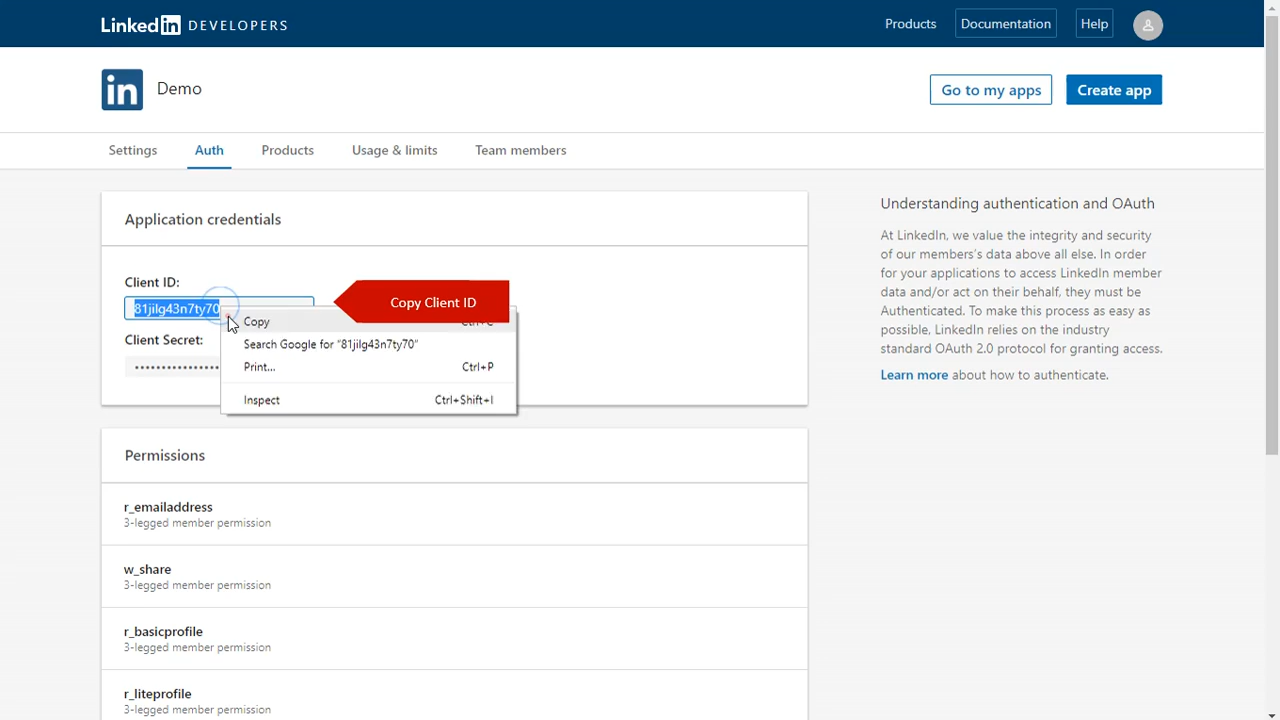 Linked in DEVELOPERS
Products Documentation Help
in Demo
Go to my apps Create app
Settings Auth Products Usage & limits Team members
Application credentials
Client ID:
81jilg43n7ty70
Copy Client ID
Copy Ctrl+C
Search Google for "81jilg43n7ty70"
Print... Ctrl+P
Inspect Ctrl+Shift+I
Client Secret:
••••••••••••••••
Permissions
r_emailaddress
3-legged member permission
w_share
3-legged member permission
r_basicprofile
3-legged member permission
r_liteprofile
3-legged member permission
Understanding authentication and OAuth
At LinkedIn, we value the integrity and security
of our members's data above all else. In order
for your applications to access LinkedIn member
data and/or act on their behalf, they must be
Authenticated. To make this process as easy as
possible, LinkedIn relies on the industry
standard OAuth 2.0 protocol for granting access.
Learn more about how to authenticate.